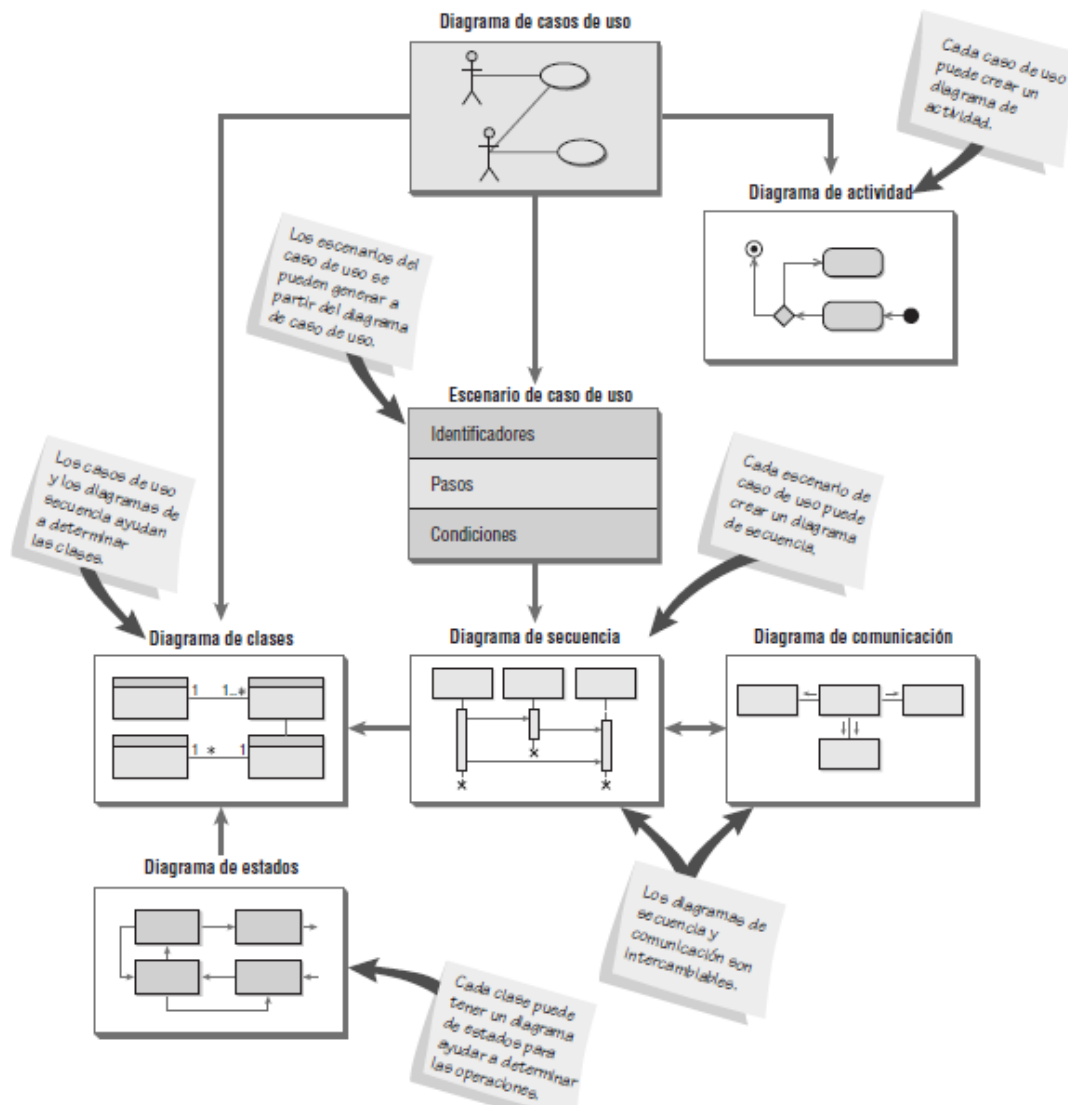 Diagrama de casos de uso
Cada caso de uso
puede crear un
diagrama de
actividad.
Diagrama de actividad
Los escenarios del
caso de uso se
pueden generar a
partir del diagrama
de caso de uso.
Escenario de caso de uso
Identificadores
Pasos
Condiciones
Los casos de uso
y los diagramas de
secuencia ayudan
a determinar
las clases.
Cada escenario de
caso de uso puede
crear un diagrama
de secuencia.
Diagrama de clases
1 1..*
1 * 1
Diagrama de secuencia
Diagrama de comunicación
Diagrama de estados
Los diagramas de
secuencia y
comunicación son
intercambiables.
Cada clase puede
tener un diagrama
de estados para
ayudar a determinar
las operaciones.